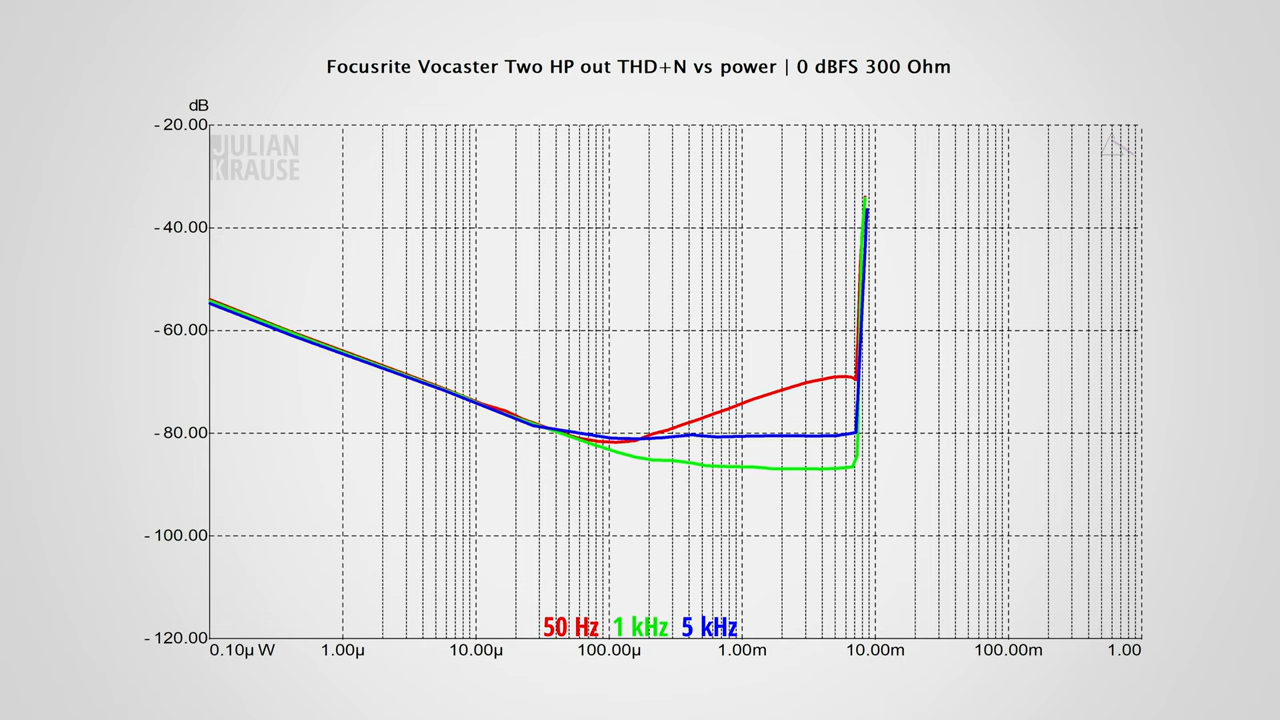 Focusrite Vocaster Two HP out THD+N vs power | 0 dBFS 300 Ohm
dB
-20.00
JULIAN
KRAUSE
-40.00
-60.00
-80.00
-100.00
-120.00
50 Hz 1 kHz 5 kHz
0.10µ W 1.00µ 10.00µ 100.00µ 1.00m 10.00m 100.00m 1.00